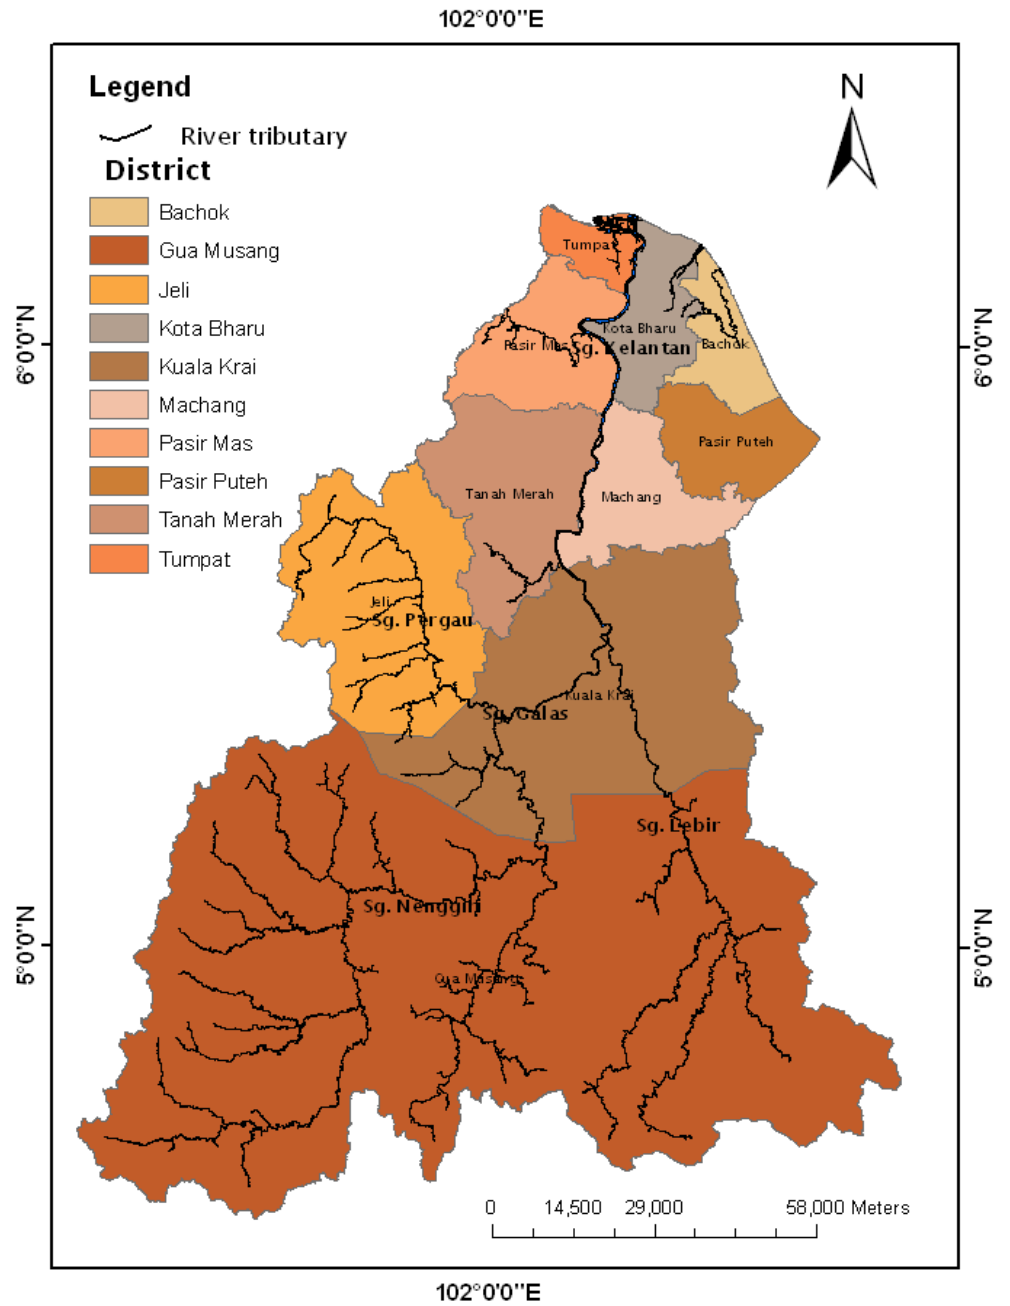 102°0'0"E
Legend
River tributary
District
Bachok
Gua Musang
Jeli
Kota Bharu
Kuala Krai
Machang
Pasir Mas
Pasir Puteh
Tanah Merah
Tumpat
N
Tumpat
Kota Bharu
Pasir Mas
Sg. Kelantan
Bachok
6°0'0"N
6°0'0"N
Pasir Puteh
Tanah Merah
Machang
Jeli
Sg. Pergau
Kuala Krai
Sg. Galas
Sg. Lebir
Sg. Nenggiri
5°0'0"N
5°0'0"N
Gua Musang
0 14,500 29,000 58,000 Meters
102°0'0"E